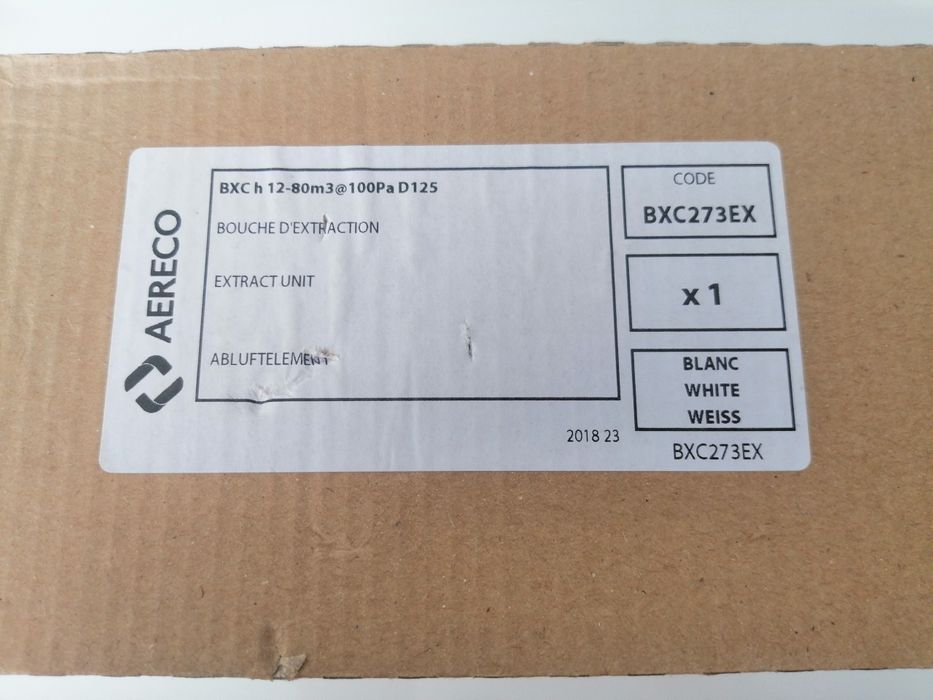 AERECO
BXC h 12-80m3@100Pa D125
BOUCHE D'EXTRACTION
EXTRACT UNIT
ABLUFTELEMENT
2018 23
CODE
BXC273EX
x 1
BLANC
WHITE
WEISS
BXC273EX